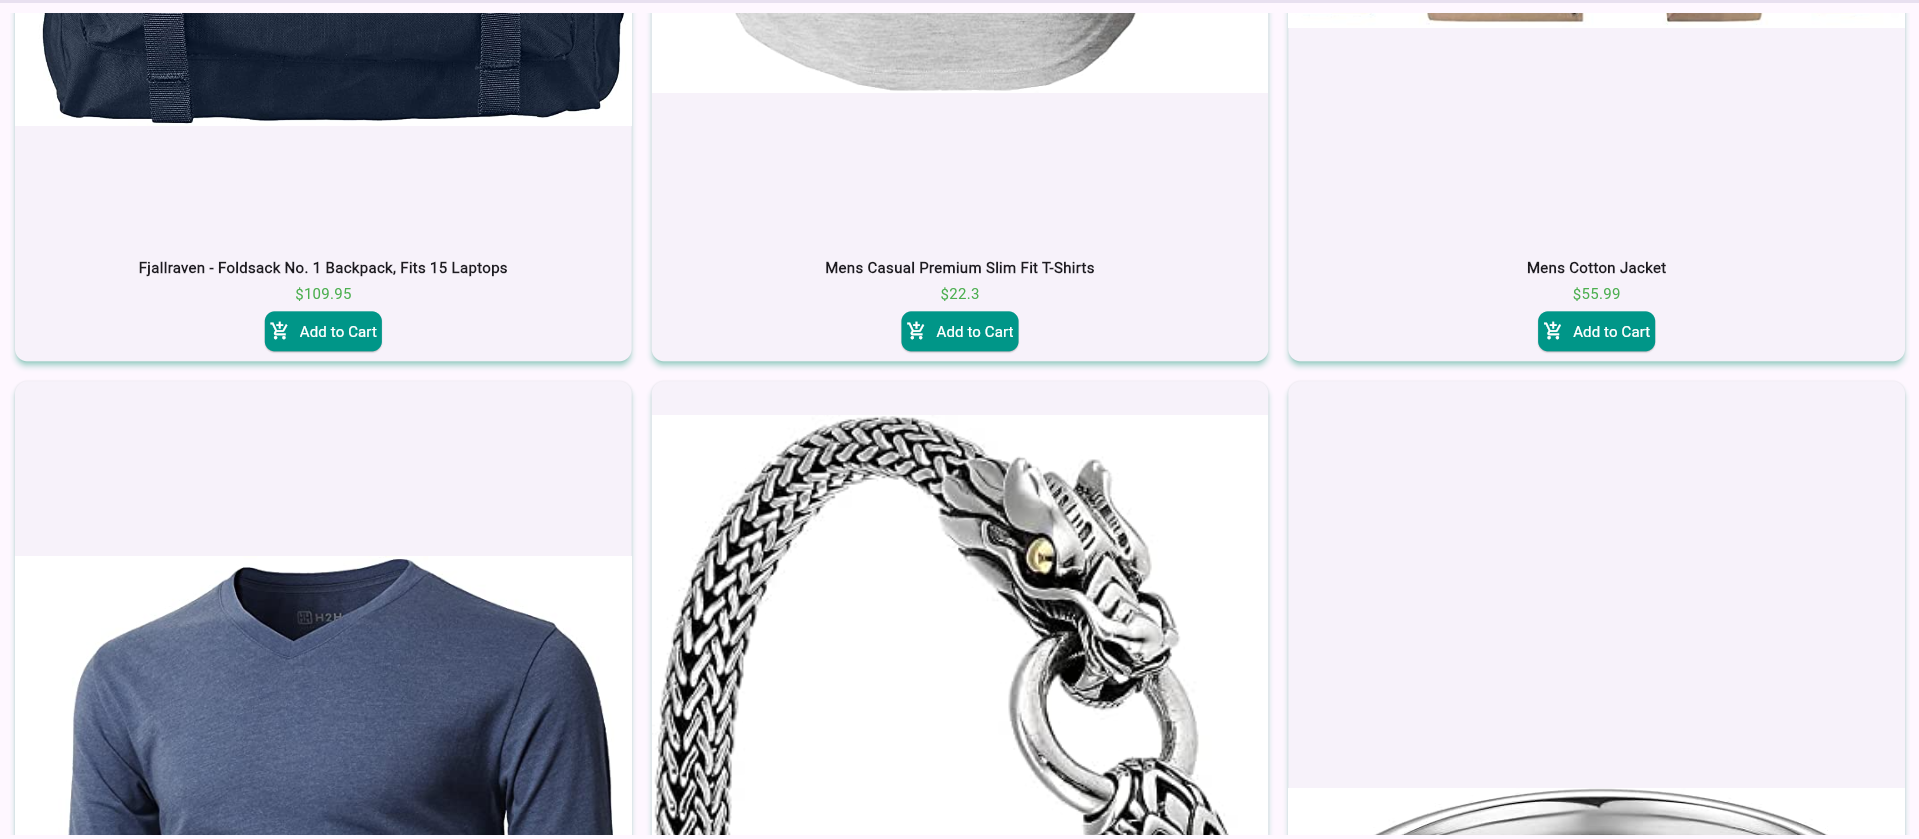 Fjallraven - Foldsack No. 1 Backpack, Fits 15 Laptops
$109.95
Add to Cart
Mens Casual Premium Slim Fit T-Shirts
$22.3
Add to Cart
Mens Cotton Jacket
$55.99
Add to Cart